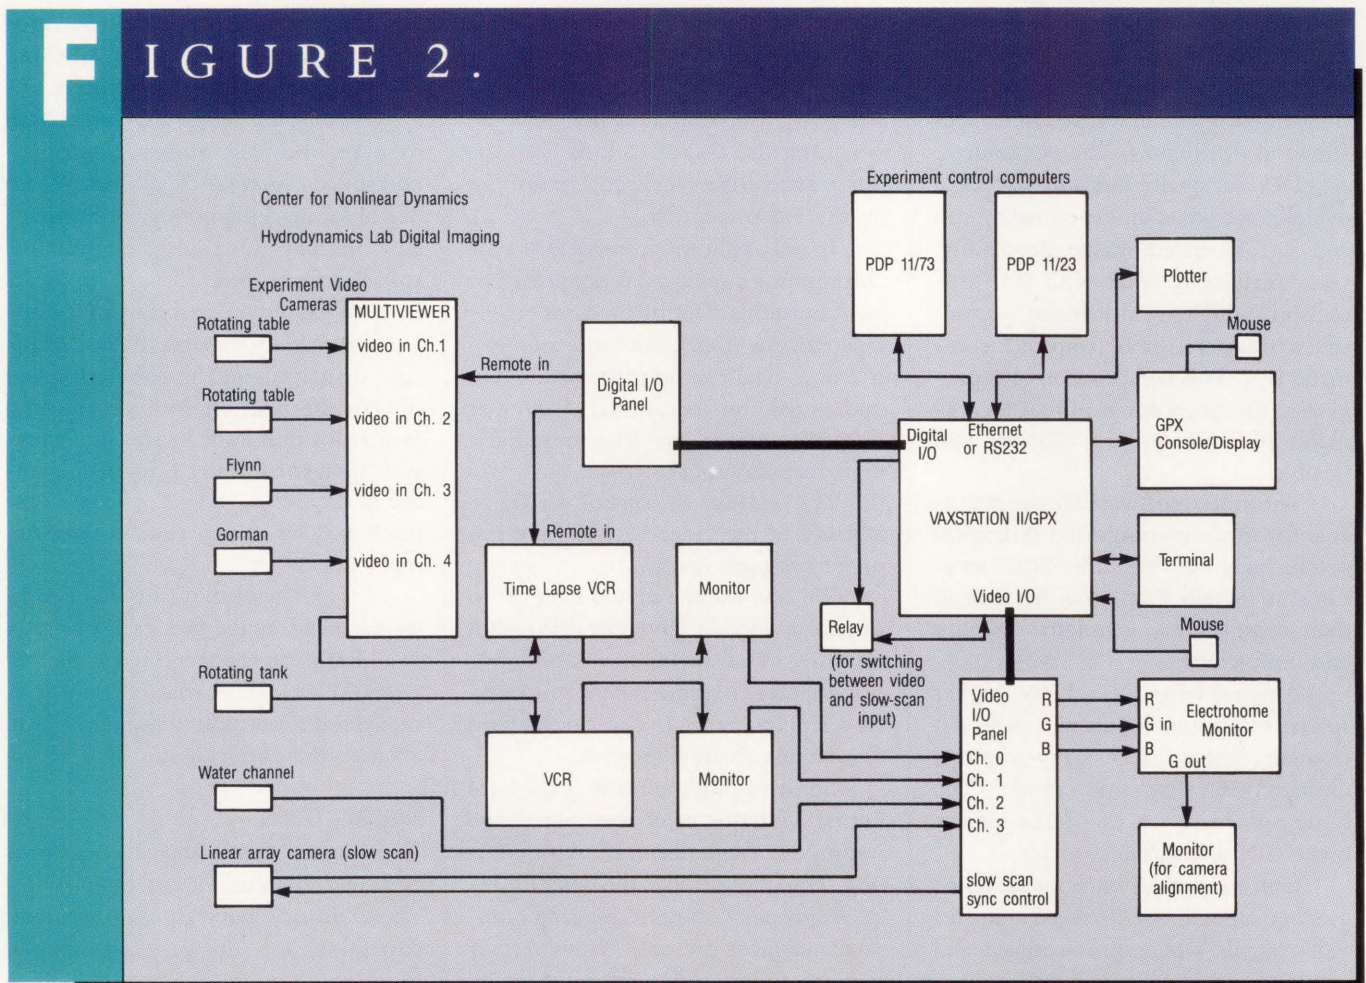 FIGURE 2.
Center for Nonlinear Dynamics
Hydrodynamics Lab Digital Imaging
Experiment Video
Cameras
Rotating table
Rotating table
Flynn
Gorman
Rotating tank
Water channel
Linear array camera (slow scan)
MULTIVIEWER
video in Ch.1
video in Ch. 2
video in Ch. 3
video in Ch. 4
Remote in
Digital I/O
Panel
Remote in
Time Lapse VCR
Monitor
VCR
Monitor
Experiment control computers
PDP 11/73
PDP 11/23
Plotter
Mouse
GPX
Console/Display
Digital
I/O
Ethernet
or RS232
VAXSTATION II/GPX
Video I/O
Terminal
Mouse
Relay
(for switching
between video
and slow-scan
input)
Video
I/O
Panel
R
G
B
Ch. 0
Ch. 1
Ch. 2
Ch. 3
slow scan
sync control
R
G in
B
Electrohome
Monitor
G out
Monitor
(for camera
alignment)